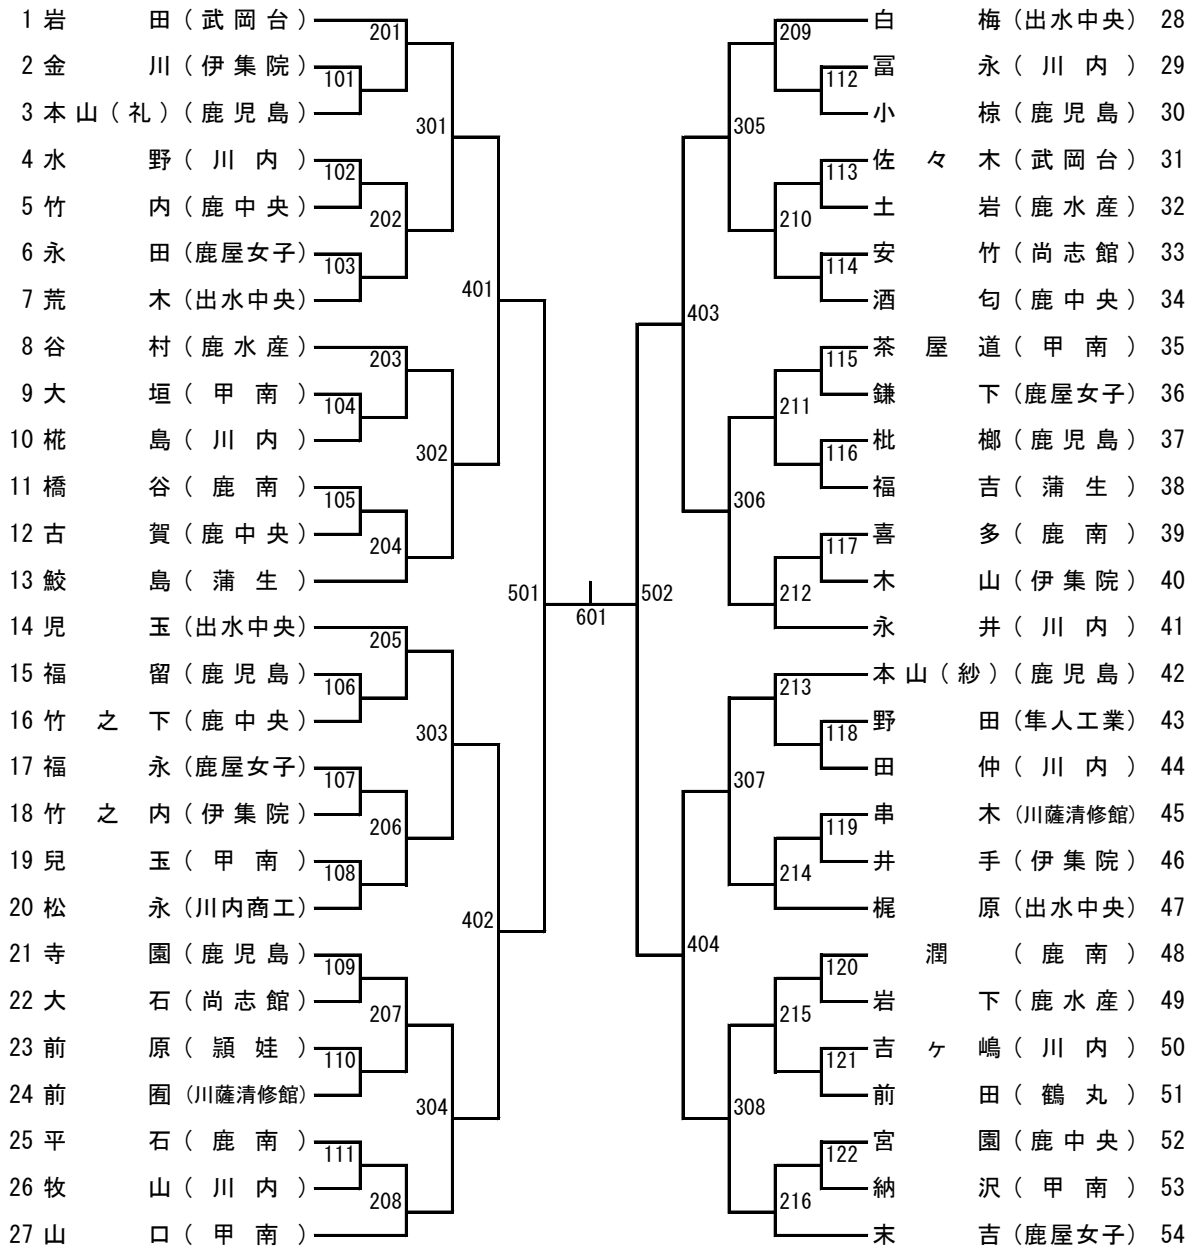 1 岩田(武岡台)
2 金川(伊集院)
3 本山(礼)(鹿児島)
4 水野(川内)
5 竹内(鹿中央)
6 永田(鹿屋女子)
7 荒木(出水中央)
8 谷村(鹿水産)
9 大垣(甲南)
10 椛島(川内)
11 橋谷(鹿南)
12 古賀(鹿中央)
13 鮫島(蒲生)
14 児玉(出水中央)
15 福留(鹿児島)
16 竹之下(鹿中央)
17 福永(鹿屋女子)
18 竹之内(伊集院)
19 兒玉(甲南)
20 松永(川内商工)
21 寺園(鹿児島)
22 大石(尚志館)
23 前原(頴娃)
24 前囿(川薩清修館)
25 平石(鹿南)
26 牧山(川内)
27 山口(甲南)
101
102
103
104
105
106
107
108
109
110
111
201
202
203
204
205
206
207
208
301
302
303
304
401
402
501
601
502
403
404
305
306
307
308
209
210
211
212
213
214
215
216
112
113
114
115
116
117
118
119
120
121
122
白梅(出水中央) 28
冨永(川内) 29
小椋(鹿児島) 30
佐々木(武岡台) 31
土岩(鹿水産) 32
安竹(尚志館) 33
酒匂(鹿中央) 34
茶屋道(甲南) 35
鎌下(鹿屋女子) 36
枇榔(鹿児島) 37
福吉(蒲生) 38
喜多(鹿南) 39
木山(伊集院) 40
永井(川内) 41
本山(紗)(鹿児島) 42
野田(隼人工業) 43
田仲(川内) 44
串木(川薩清修館) 45
井手(伊集院) 46
梶原(出水中央) 47
潤(鹿南) 48
岩下(鹿水産) 49
吉ヶ嶋(川内) 50
前田(鶴丸) 51
宮園(鹿中央) 52
納沢(甲南) 53
末吉(鹿屋女子) 54